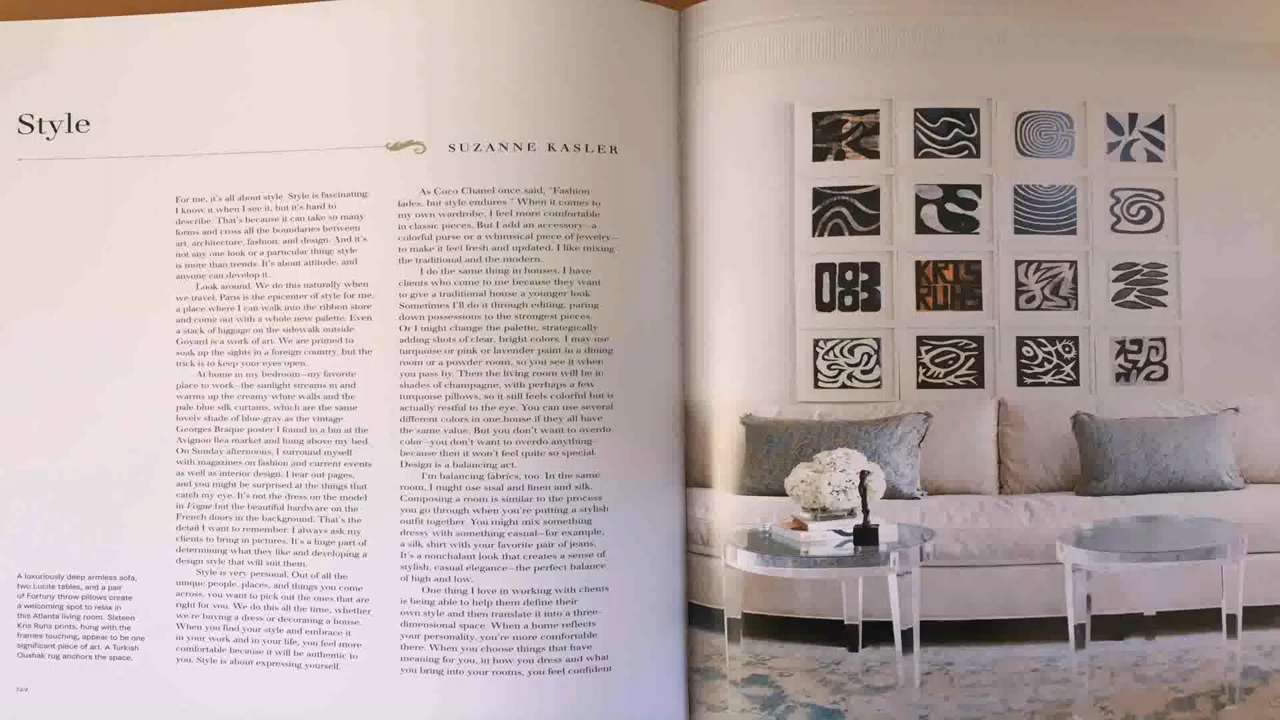 Style
SUZANNE KASLER
For me, it's all about style. Style is fascinating.
I know it when I see it, but it's hard to
describe. That's because it can take so many
forms and cross all the boundaries between
art, architecture, fashion, and design. And it's
not any one look or a particular thing; style
is more than trends. It's about attitude, and
anyone can develop it.
Look around. We do this naturally when
we travel. Paris is the epicenter of style for me,
a place where I can walk into the ribbon store
and come out with a whole new palette. Even
a stack of luggage on the sidewalk outside
Goyard is a work of art. We are primed to
soak up the sights in a foreign country, but the
trick is to keep your eyes open.
At home in my bedroom—my favorite
place to work—the sunlight streams in and
warms up the creamy white walls and the
pale blue silk curtains, which are the same
lovely shade of blue-gray as the vintage
Georges Braque poster I found in a bin at the
Avignon flea market and hung above my bed.
On Sunday afternoons, I surround myself
with magazines on fashion and current events
as well as interior design. I tear out pages,
and you might be surprised at the things that
catch my eye. It's not the dress on the model
in Vogue but the beautiful hardware on the
French doors in the background. That's the
detail I want to remember. I always ask my
clients to bring in pictures. It's a huge part of
determining what they like and developing a
design style that will suit them.
Style is very personal. Out of all the
unique people, places, and things you come
across, you want to pick out the ones that are
right for you. We do this all the time, whether
we're buying a dress or decorating a house.
When you find your style and embrace it
in your work and in your life, you feel more
comfortable because it will be authentic to
you. Style is about expressing yourself.
As Coco Chanel once said, "Fashion
fades, but style endures." When it comes to
my own wardrobe, I feel more comfortable
in classic pieces. But I add an accessory—a
colorful purse or a whimsical piece of jewelry—
to make it feel fresh and updated. I like mixing
the traditional and the modern.
I do the same thing in houses. I have
clients who come to me because they want
to give a traditional house a younger look.
Sometimes I'll do it through editing, paring
down possessions to the strongest pieces.
Or I might change the palette, strategically
adding shots of clear, bright colors. I may use
turquoise or pink or lavender paint in a dining
room or a powder room, so you see it when
you pass by. Then the living room will be in
shades of champagne, with perhaps a few
turquoise pillows, so it still feels colorful but is
actually restful to the eye. You can use several
different colors in one house if they all have
the same value. But you don't want to overdo
color—you don't want to overdo anything—
because then it won't feel quite so special.
Design is a balancing act.
I'm balancing fabrics, too. In the same
room, I might use sisal and linen and silk.
Composing a room is similar to the process
you go through when you're putting a stylish
outfit together. You might mix something
dressy with something casual—for example,
a silk shirt with your favorite pair of jeans.
It's a nonchalant look that creates a sense of
stylish, casual elegance—the perfect balance
of high and low.
One thing I love in working with clients
is being able to help them define their
own style and then translate it into a three-
dimensional space. When a home reflects
your personality, you're more comfortable
there. When you choose things that have
meaning for you, in how you dress and what
you bring into your rooms, you feel confident
A luxuriously deep armless sofa,
two Lucite tables, and a pair
of Fortuny throw pillows create
a welcoming spot to relax in
this Atlanta living room. Sixteen
Kris Ruhs prints, hung with the
frames touching, appear to be one
significant piece of art. A Turkish
Oushak rug anchors the space.
083
KRIS
RUHS